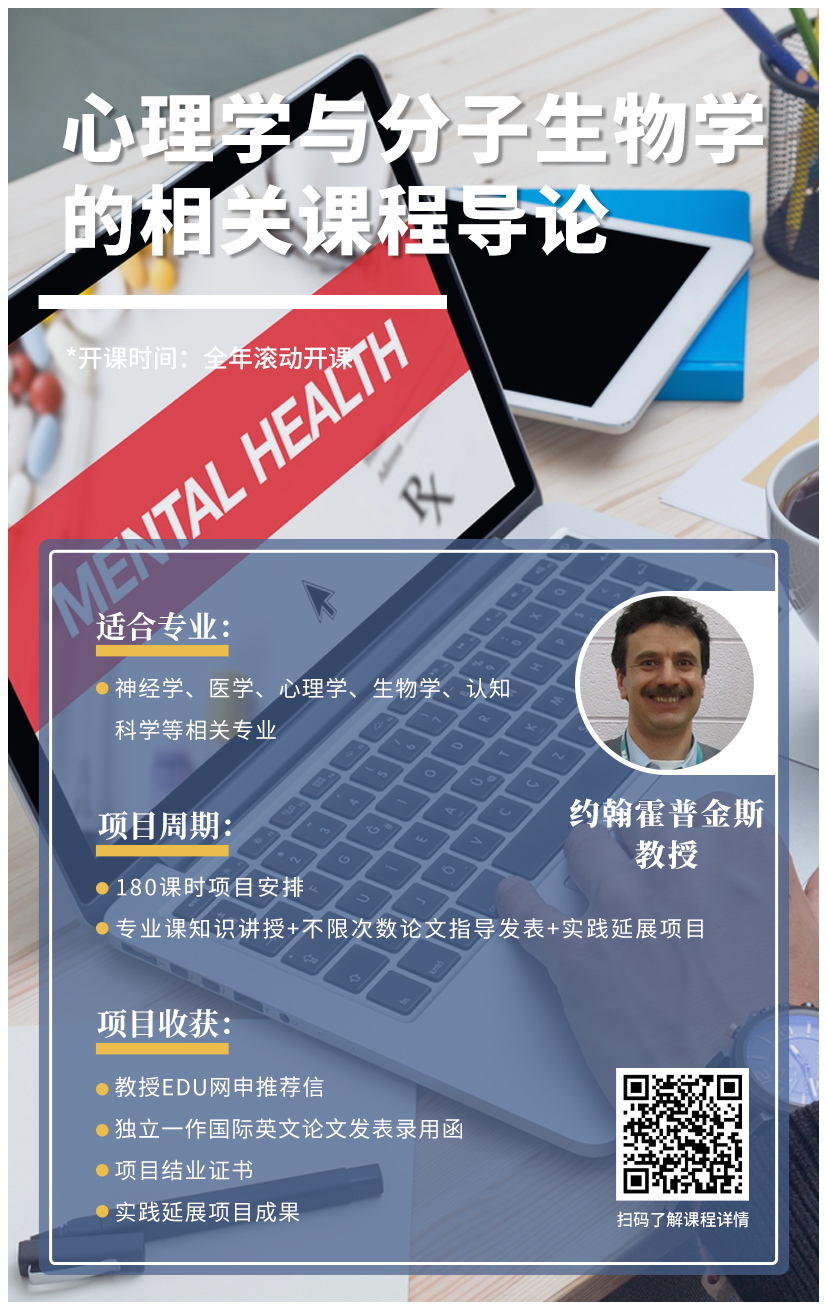 心理学与分子生物学
的相关课程导论
*开课时间：全年滚动开课
MENTAL HEALTH
Rx
适合专业：
神经学、医学、心理学、生物学、认知
科学等相关专业
约翰霍普金斯
教授
项目周期：
180课时项目安排
专业课知识讲授+不限次数论文指导发表+实践延展项目
项目收获：
教授EDU网申推荐信
独立一作国际英文论文发表录用函
项目结业证书
实践延展项目成果
扫码了解课程详情